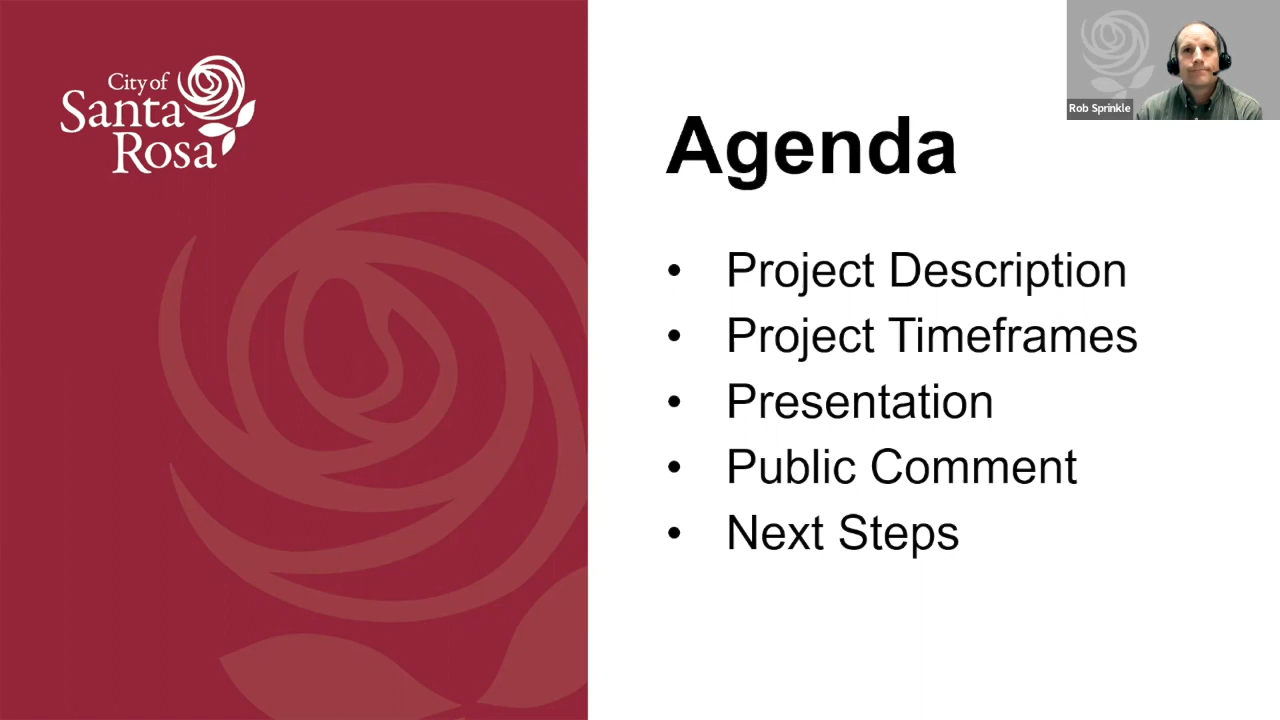 City of
Santa
Rosa
Rob Sprinkle
Agenda
• Project Description
• Project Timeframes
• Presentation
• Public Comment
• Next Steps